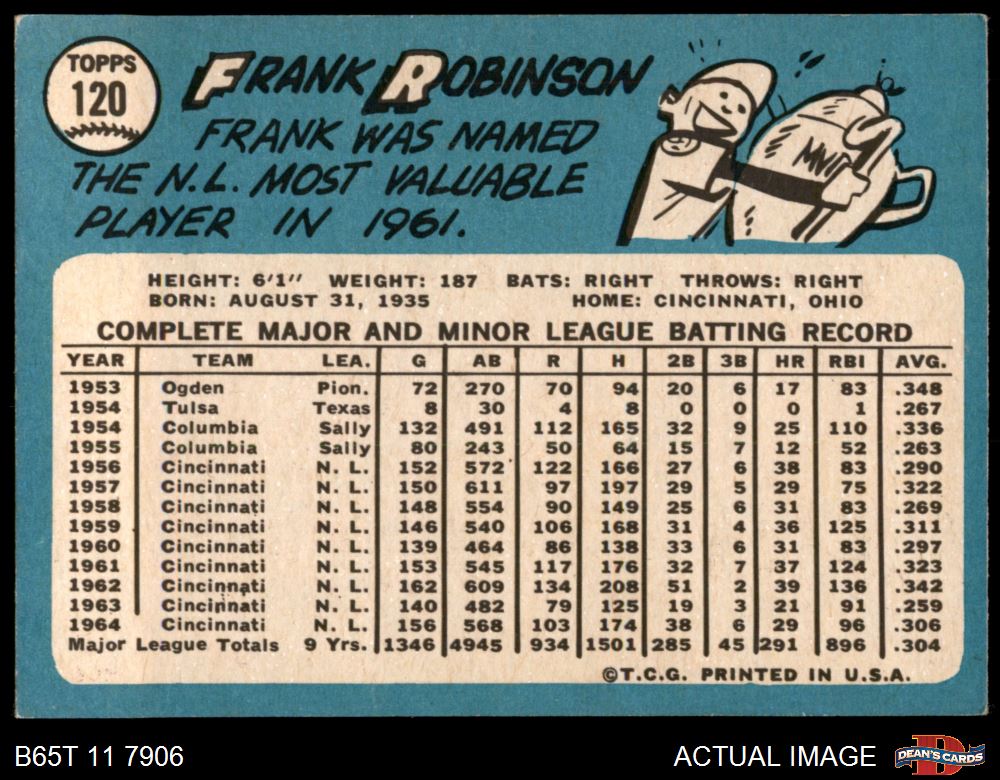 TOPPS
120
FRANK ROBINSON
FRANK WAS NAMED
THE N.L. MOST VALUABLE
PLAYER IN 1961.
MVP
HEIGHT: 6'1" WEIGHT: 187 BATS: RIGHT THROWS: RIGHT
BORN: AUGUST 31, 1935 HOME: CINCINNATI, OHIO
COMPLETE MAJOR AND MINOR LEAGUE BATTING RECORD
YEAR TEAM LEA. G AB R H 2B 3B HR RBI AVG.
1953 Ogden Pion. 72 270 70 94 20 6 17 83 .348
1954 Tulsa Texas 8 30 4 8 0 0 0 1 .267
1954 Columbia Sally 132 491 112 165 32 9 25 110 .336
1955 Columbia Sally 80 243 50 64 15 7 12 52 .263
1956 Cincinnati N. L. 152 572 122 166 27 6 38 83 .290
1957 Cincinnati N. L. 150 611 97 197 29 5 29 75 .322
1958 Cincinnati N. L. 148 554 90 149 25 6 31 83 .269
1959 Cincinnati N. L. 146 540 106 168 31 4 36 125 .311
1960 Cincinnati N. L. 139 464 86 138 33 6 31 83 .297
1961 Cincinnati N. L. 153 545 117 176 32 7 37 124 .323
1962 Cincinnati N. L. 162 609 134 208 51 2 39 136 .342
1963 Cincinnati N. L. 140 482 79 125 19 3 21 91 .259
1964 Cincinnati N. L. 156 568 103 174 38 6 29 96 .306
Major League Totals 9 Yrs. 1346 4945 934 1501 285 45 291 896 .304
©T.C.G. PRINTED IN U.S.A.
B65T 11 7906 ACTUAL IMAGE
D
DEAN'S CARDS